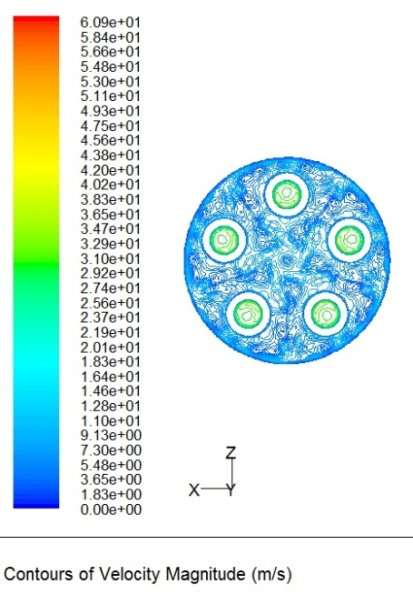 6.09e+01
5.84e+01
5.66e+01
5.48e+01
5.30e+01
5.11e+01
4.93e+01
4.75e+01
4.56e+01
4.38e+01
4.20e+01
4.02e+01
3.83e+01
3.65e+01
3.47e+01
3.29e+01
3.10e+01
2.92e+01
2.74e+01
2.56e+01
2.37e+01
2.19e+01
2.01e+01
1.83e+01
1.64e+01
1.46e+01
1.28e+01
1.10e+01
9.13e+00
7.30e+00
5.48e+00
3.65e+00
1.83e+00
0.00e+00
Z
X Y
Contours of Velocity Magnitude (m/s)